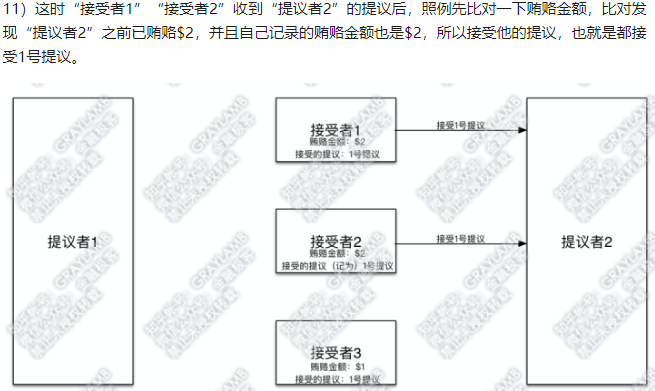 11）这时“接受者1”“接受者2”收到“提议者2”的提议后，照例先比对一下贿赂金额，比对发
现“提议者2”之前已贿赂$2，并且自己记录的贿赂金额也是$2，所以接受他的提议，也就是都接
受1号提议。
接受者1
贿赂金额：$2
接受的提议：1号提议
接受1号提议
提议者1
接受者2
贿赂金额：$2
接受的提议（记为）1号提议
接受1号提议
提议者2
接受者3
贿赂金额：$1
接受的提议：1号提议
GRAYLAMB